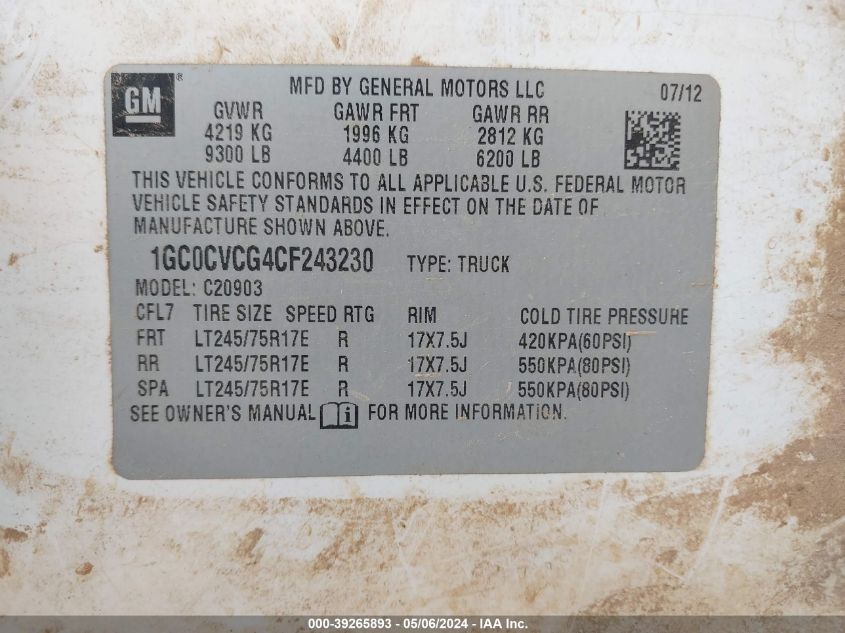 GM ®
MFD BY GENERAL MOTORS LLC 07/12
GVWR GAWR FRT GAWR RR
4219 KG 1996 KG 2812 KG
9300 LB 4400 LB 6200 LB
THIS VEHICLE CONFORMS TO ALL APPLICABLE U.S. FEDERAL MOTOR
VEHICLE SAFETY STANDARDS IN EFFECT ON THE DATE OF
MANUFACTURE SHOWN ABOVE.
1GC0CVCG4CF243230 TYPE: TRUCK
MODEL: C20903
CFL7 TIRE SIZE SPEED RTG RIM COLD TIRE PRESSURE
FRT LT245/75R17E R 17X7.5J 420KPA(60PSI)
RR LT245/75R17E R 17X7.5J 550KPA(80PSI)
SPA LT245/75R17E R 17X7.5J 550KPA(80PSI)
SEE OWNER'S MANUAL i FOR MORE INFORMATION.
000-39265893 - 05/06/2024 - IAA Inc.